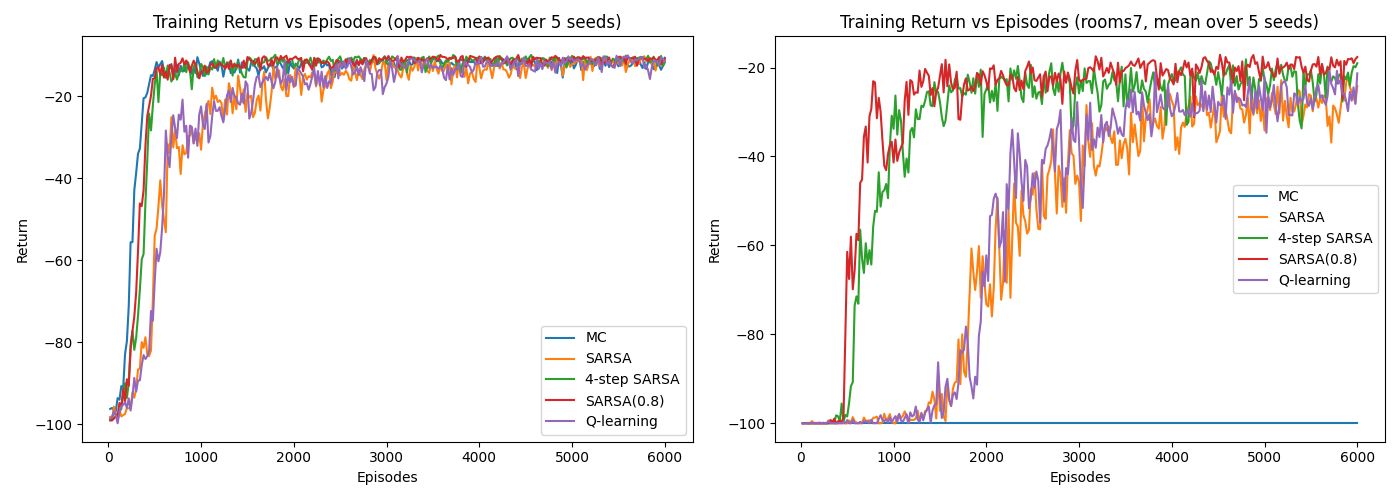 Training Return vs Episodes (open5, mean over 5 seeds)
Return
−20
−40
−60
−80
−100
0 1000 2000 3000 4000 5000 6000
Episodes
MC
SARSA
4-step SARSA
SARSA(0.8)
Q-learning
Training Return vs Episodes (rooms7, mean over 5 seeds)
Return
−20
−40
−60
−80
−100
0 1000 2000 3000 4000 5000 6000
Episodes
MC
SARSA
4-step SARSA
SARSA(0.8)
Q-learning